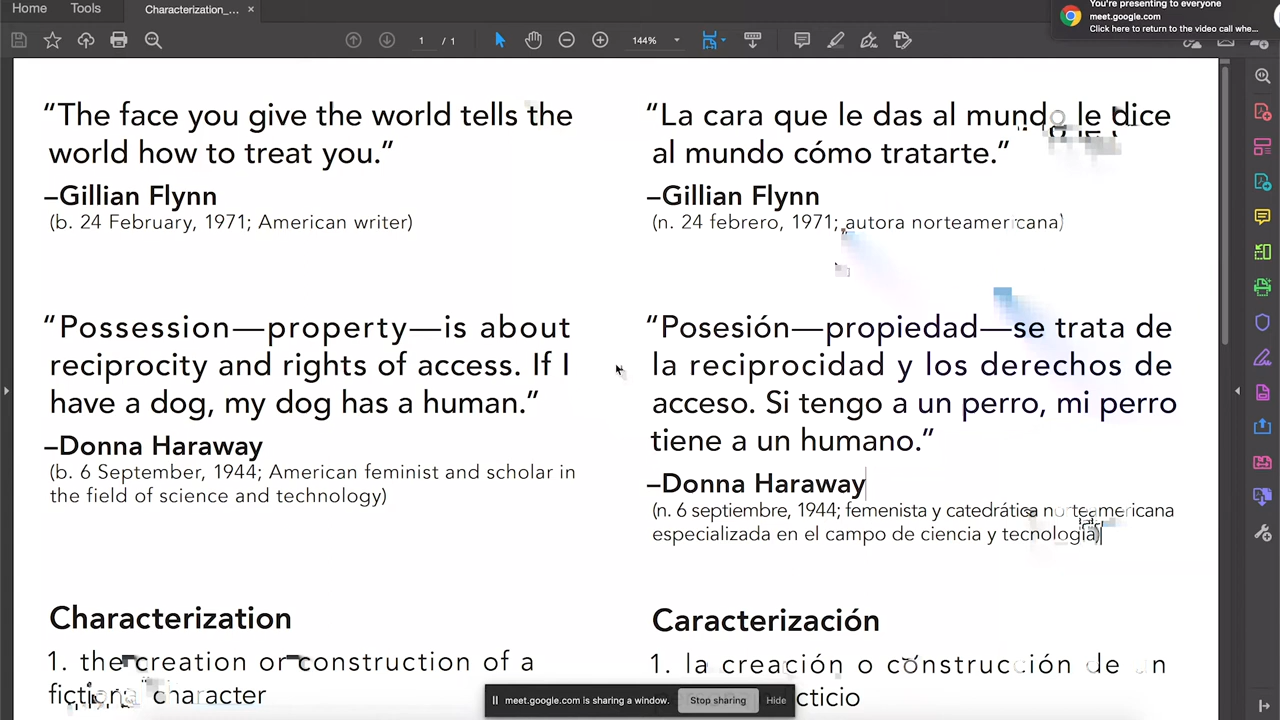 Home Tools Characterization_... ×
You're presenting to everyone
meet.google.com
Click here to return to the video call whe...
1 / 1 144%
“The face you give the world tells the
world how to treat you.”
–Gillian Flynn
(b. 24 February, 1971; American writer)
“Possession—property—is about
reciprocity and rights of access. If I
have a dog, my dog has a human.”
–Donna Haraway
(b. 6 September, 1944; American feminist and scholar in
the field of science and technology)
Characterization
1. the creation or construction of a
character
“La cara que le das al mundo le dice
al mundo cómo tratarte.”
–Gillian Flynn
(n. 24 febrero, 1971; autora norteamericana)
“Posesión—propiedad—se trata de
la reciprocidad y los derechos de
acceso. Si tengo a un perro, mi perro
tiene a un humano.”
–Donna Haraway
(n. 6 septiembre, 1944; femenista y catedrática norteamericana
especializada en el campo de ciencia y tecnología)
Caracterización
1. la creación o construcción de un
meet.google.com is sharing a window. Stop sharing Hide